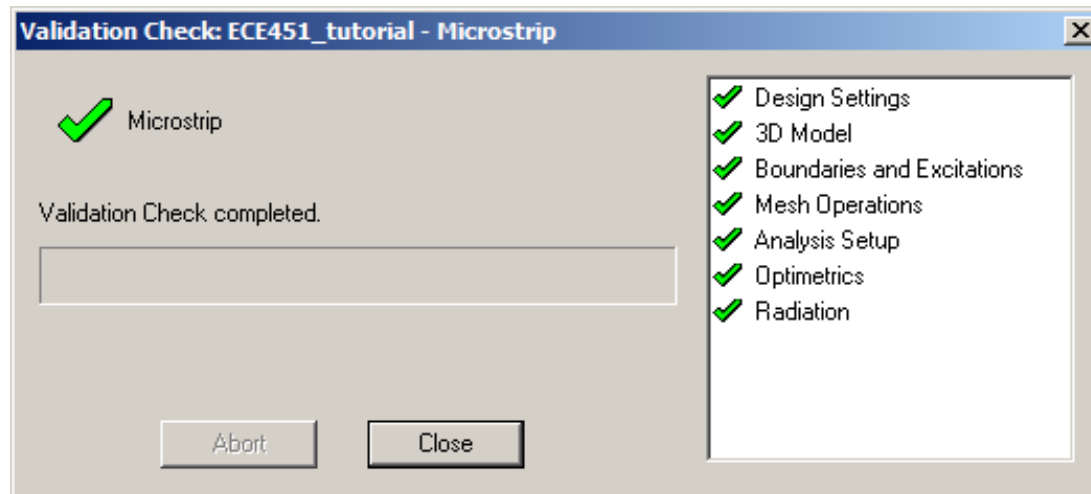 Validation Check: ECE451_tutorial - Microstrip
Microstrip
Validation Check completed.
Abort
Close
Design Settings
3D Model
Boundaries and Excitations
Mesh Operations
Analysis Setup
Optimetrics
Radiation